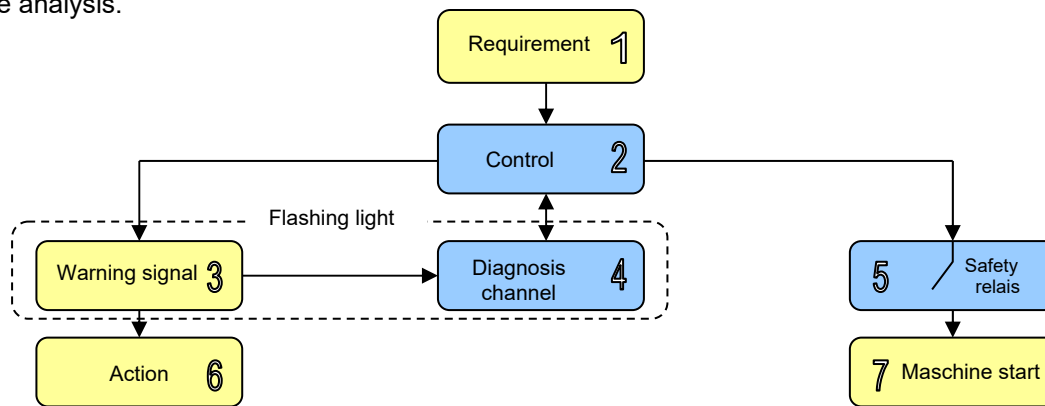 e analysis.
Requirement 1
Control 2
Flashing light
Warning signal 3
Diagnosis
channel 4
5 Safety
relais
Action 6
7 Maschine start